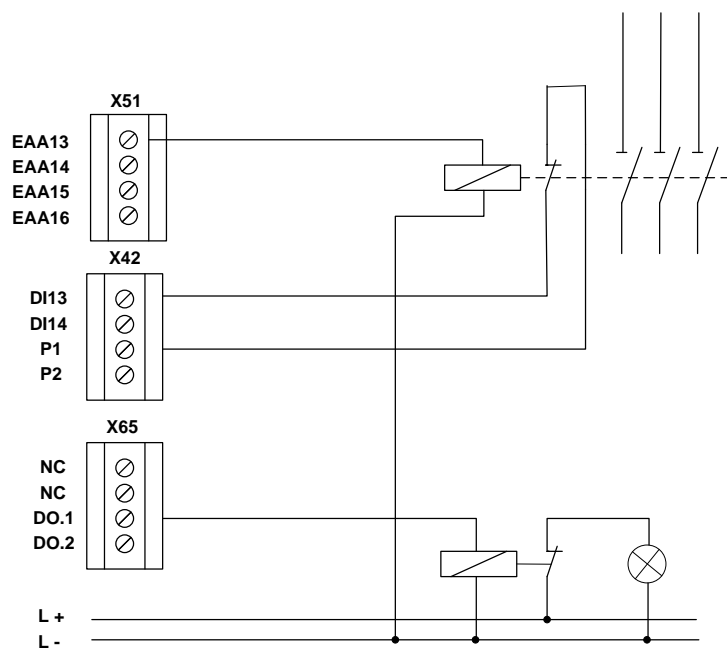 X51
EAA13
EAA14
EAA15
EAA16
X42
DI13
DI14
P1
P2
X65
NC
NC
DO.1
DO.2
L +
L -